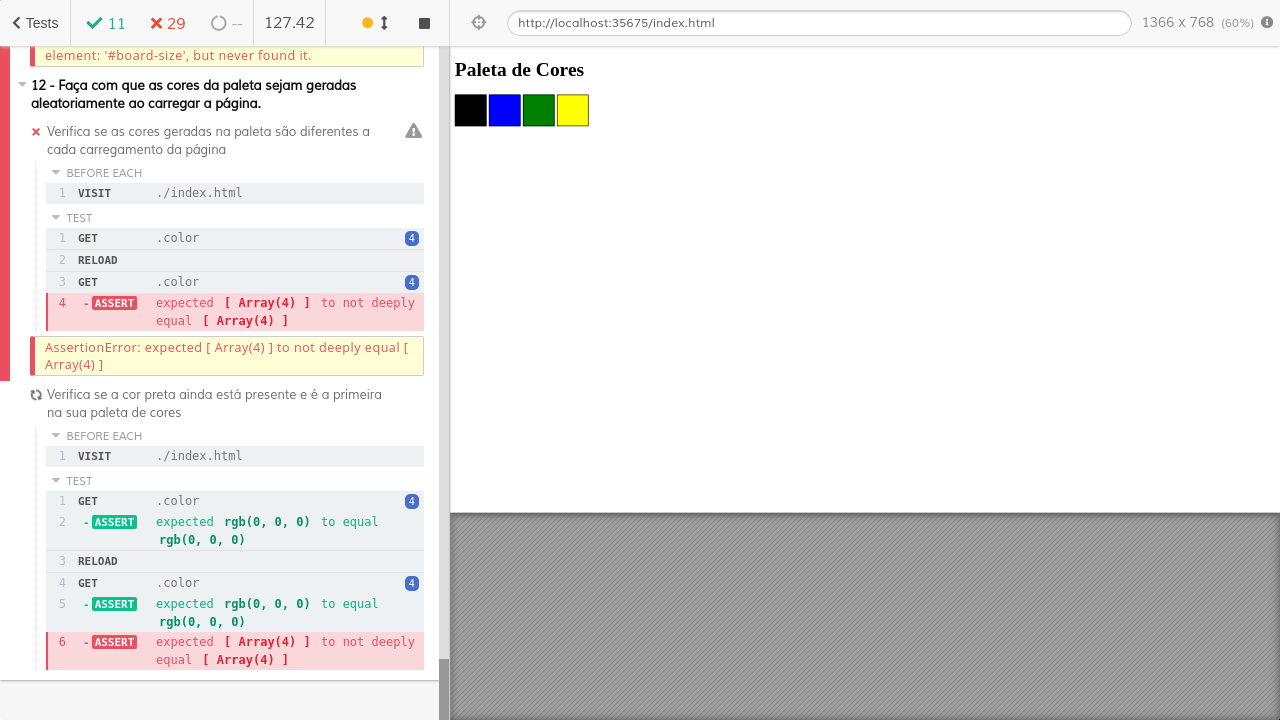 Tests 11 29 -- 127.42 http://localhost:35675/index.html 1366 x 768 (60%)
element: '#board-size', but never found it.
12 - Faça com que as cores da paleta sejam geradas
aleatoriamente ao carregar a página.
Verifica se as cores geradas na paleta são diferentes a
cada carregamento da página
BEFORE EACH
1 VISIT ./index.html
TEST
1 GET .color 4
2 RELOAD
3 GET .color 4
4 -ASSERT expected [ Array(4) ] to not deeply
equal [ Array(4) ]
AssertionError: expected [ Array(4) ] to not deeply equal [
Array(4) ]
Verifica se a cor preta ainda está presente e é a primeira
na sua paleta de cores
BEFORE EACH
1 VISIT ./index.html
TEST
1 GET .color 4
2 -ASSERT expected rgb(0, 0, 0) to equal
rgb(0, 0, 0)
3 RELOAD
4 GET .color 4
5 -ASSERT expected rgb(0, 0, 0) to equal
rgb(0, 0, 0)
6 -ASSERT expected [ Array(4) ] to not deeply
equal [ Array(4) ]
Paleta de Cores